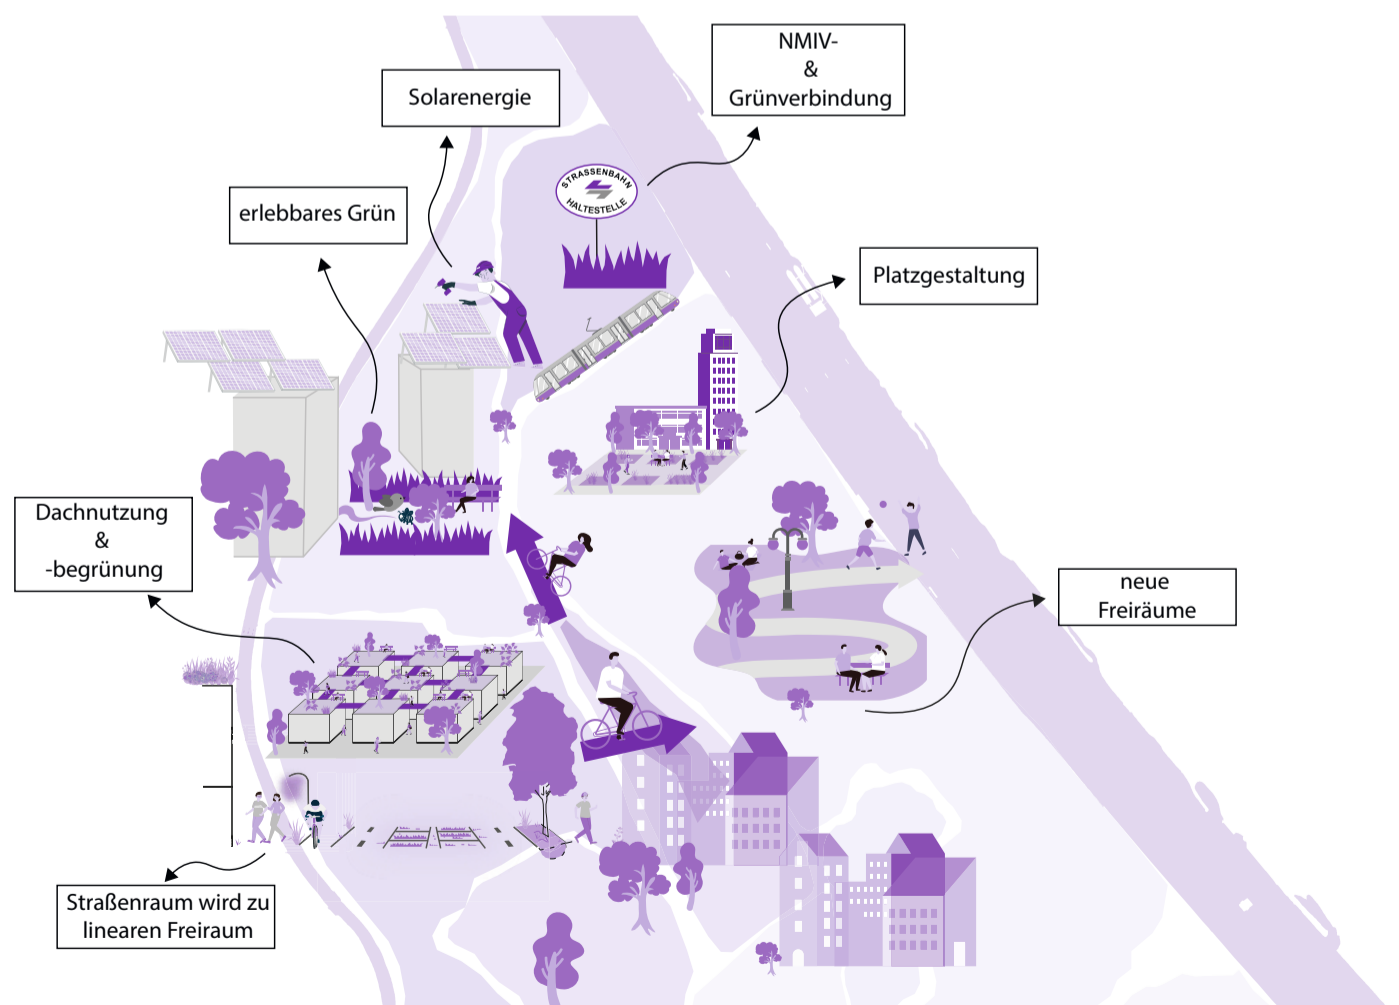 NMIV-
&
Grünverbindung
Solarenergie
STRASSENBAHN
HALTESTELLE
erlebbares Grün
Platzgestaltung
Dachnutzung
&
-begrünung
neue
Freiräume
Straßenraum wird zu
linearen Freiraum